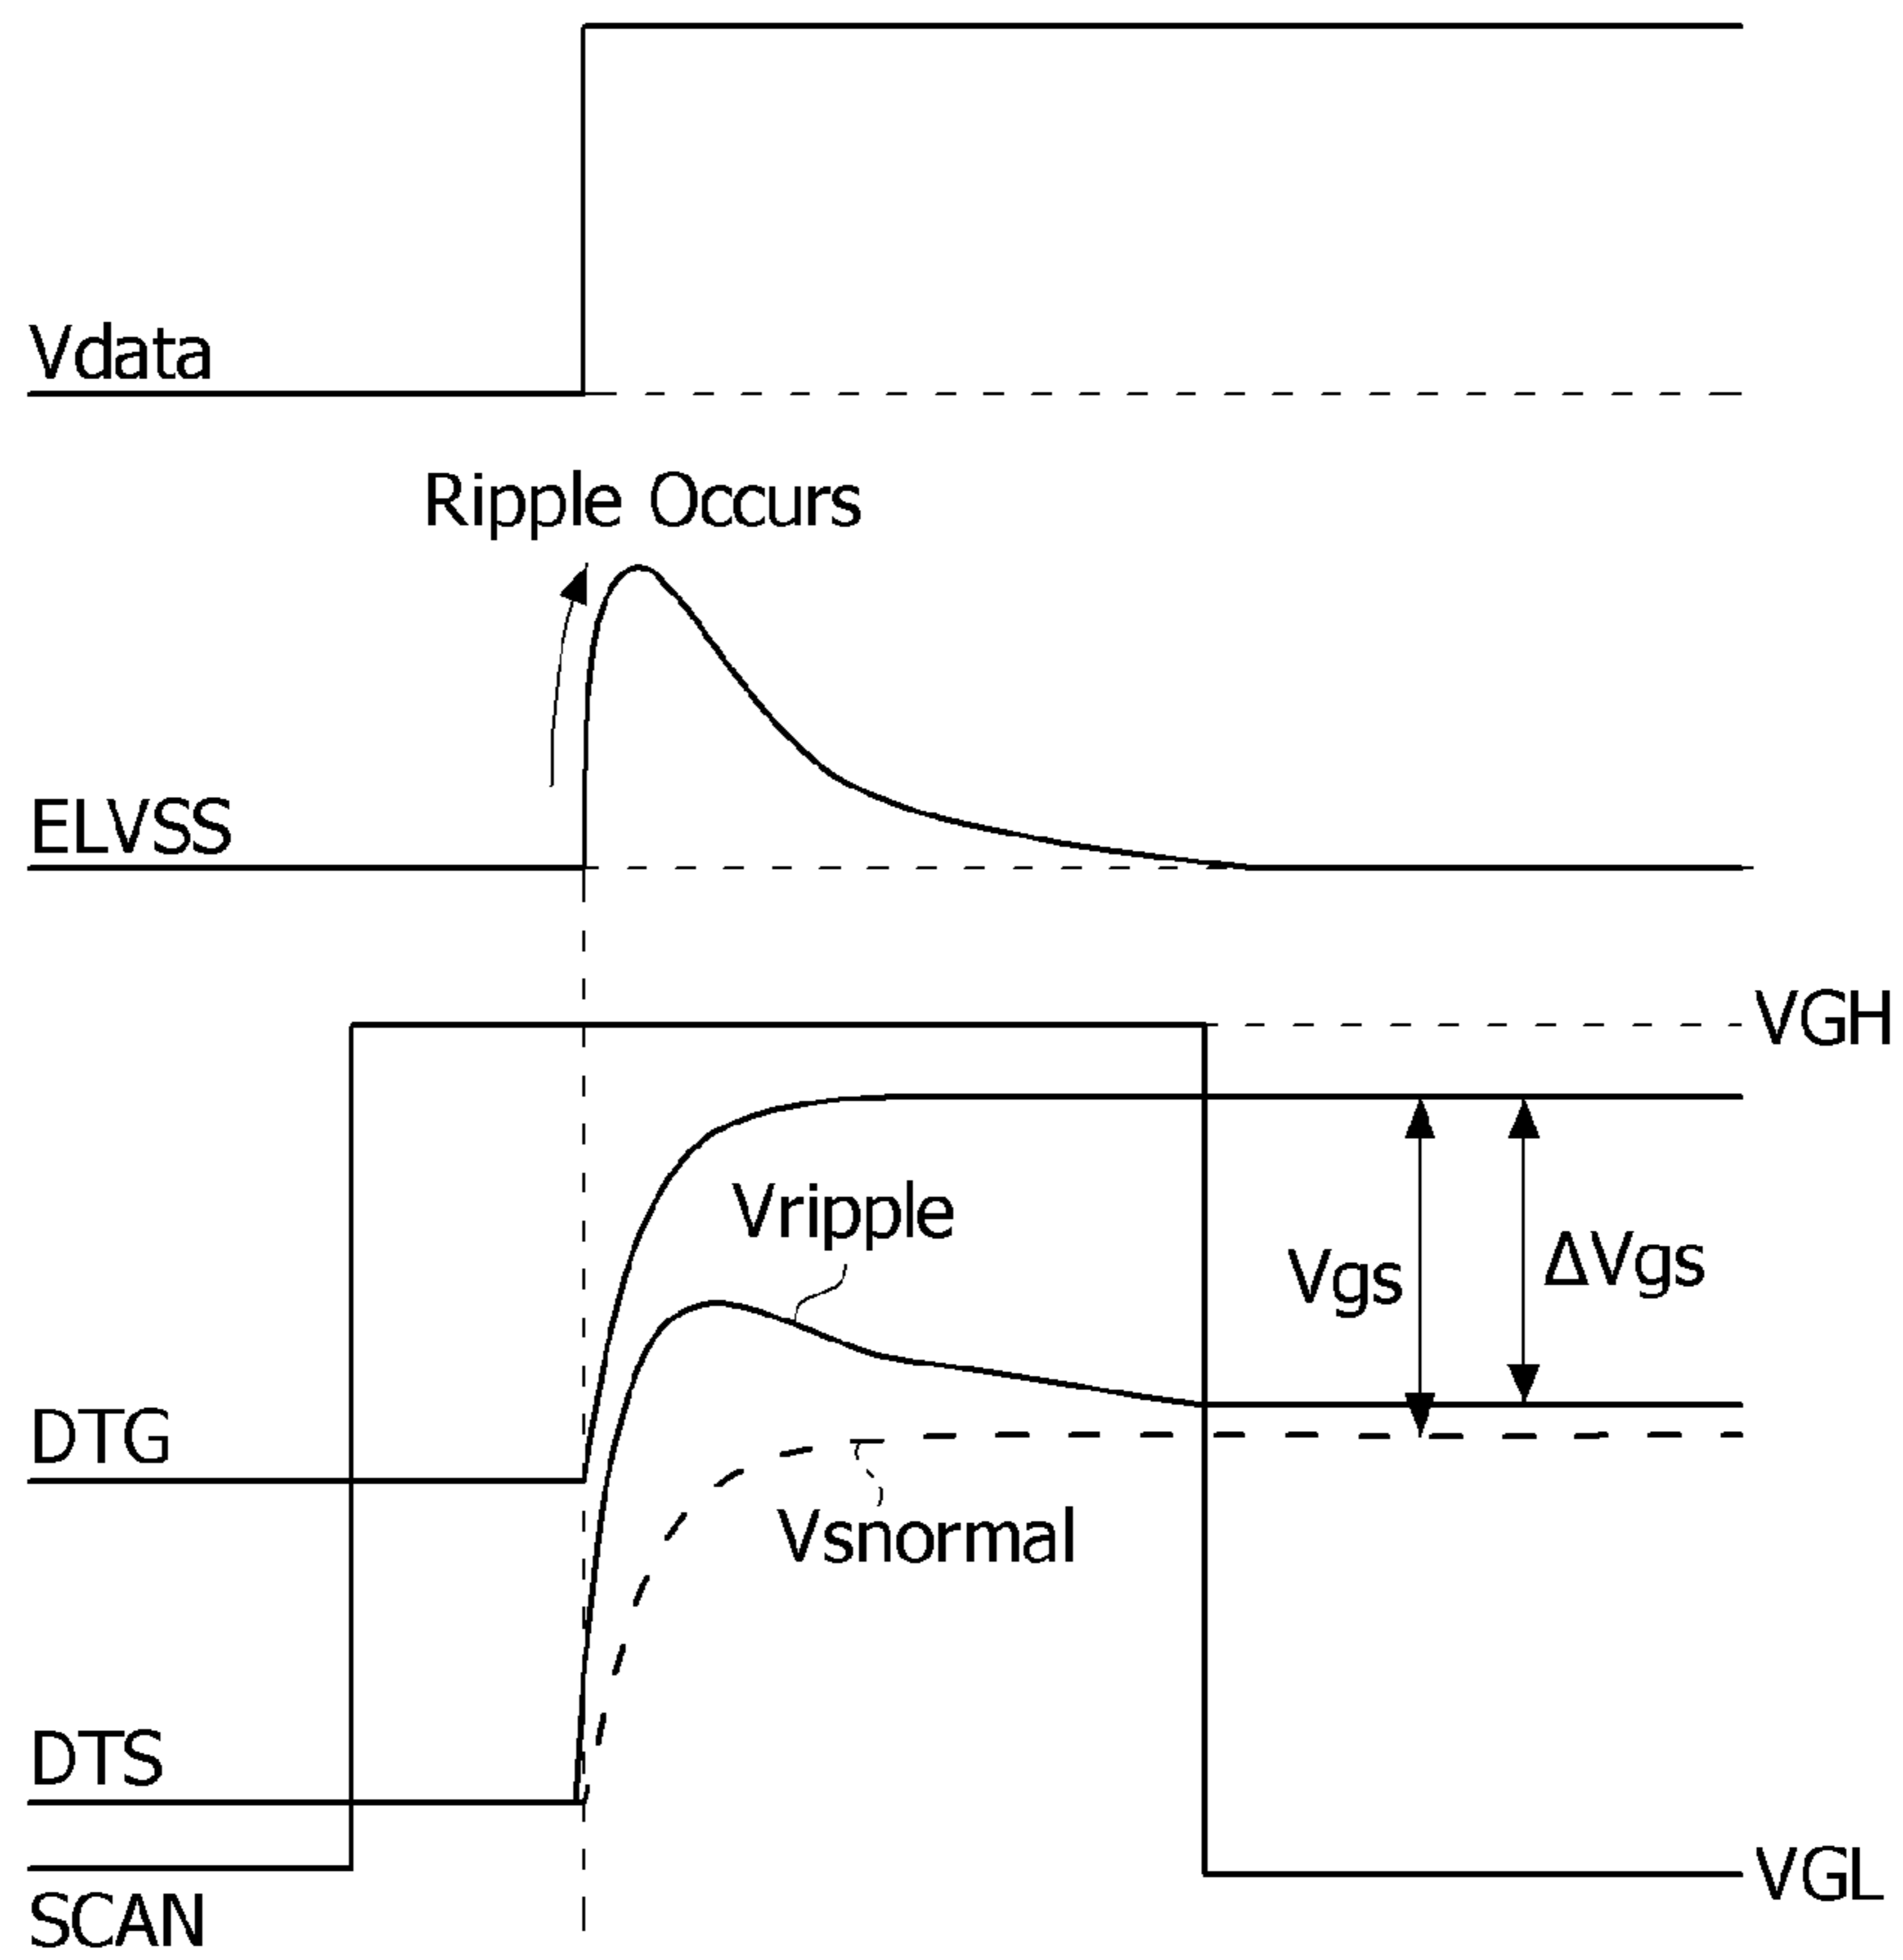 Vdata
Ripple Occurs
ELVSS
VGH
Vripple
Vgs
ΔVgs
DTG
Vsnormal
DTS
VGL
SCAN